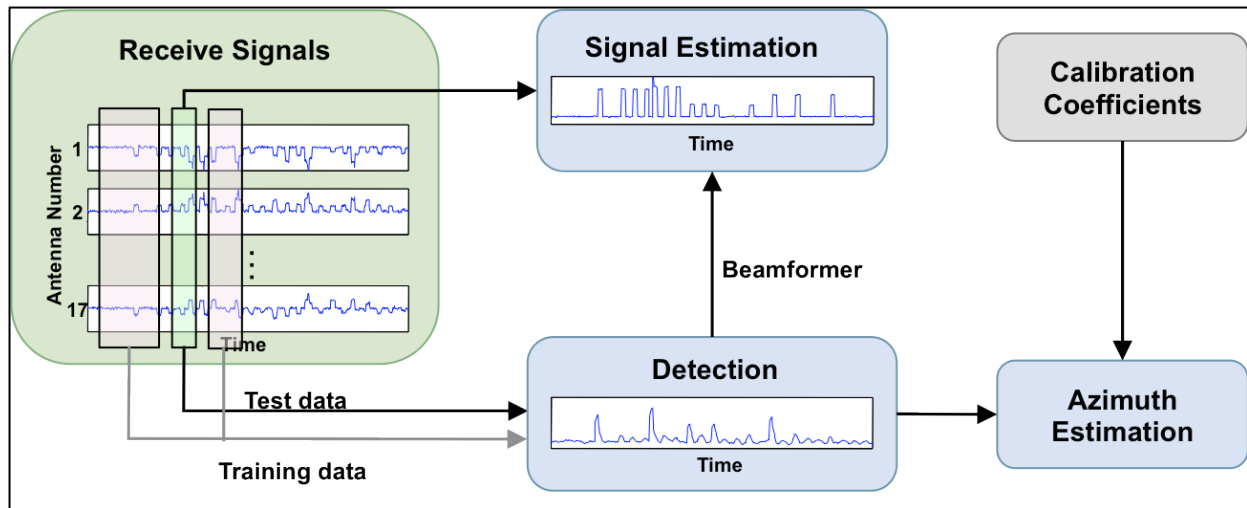 Receive Signals
Antenna Number
1
2
17
Time
Signal Estimation
Time
Calibration
Coefficients
Beamformer
Detection
Time
Azimuth
Estimation
Test data
Training data